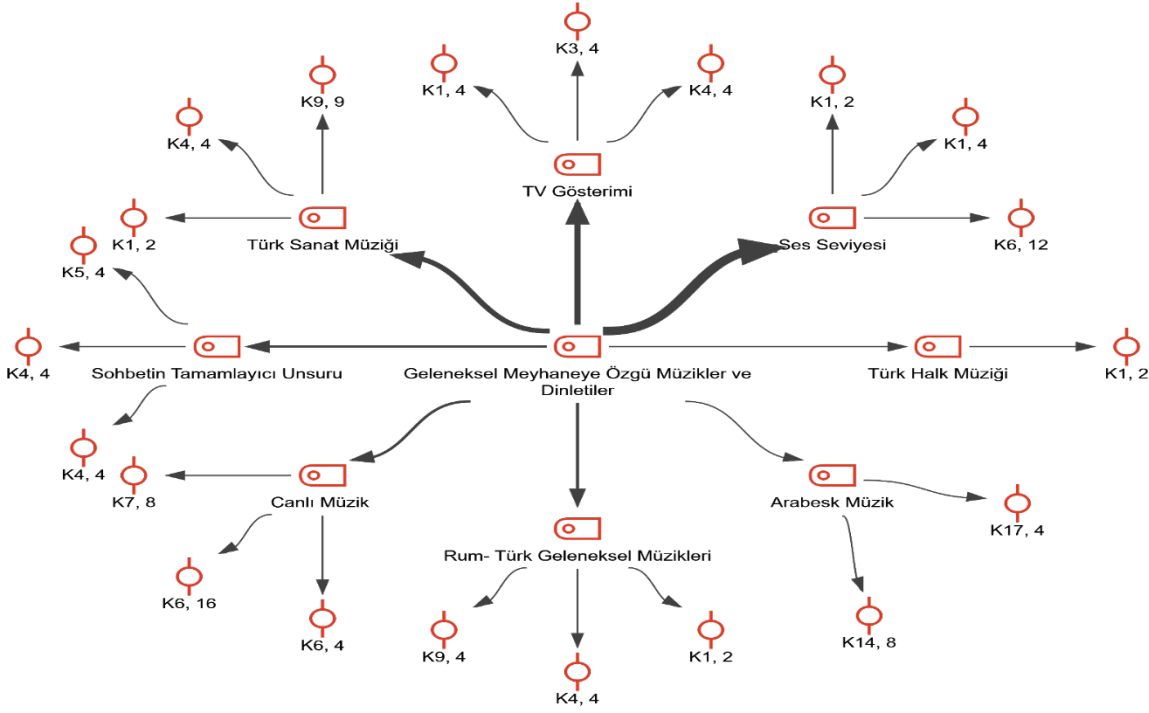 K3, 4
K1, 4
K4, 4
K9, 9
K1, 2
K4, 4
K1, 4
TV Gösterimi
K1, 2
Türk Sanat Müziği
Ses Seviyesi
K6, 12
K5, 4
K4, 4
Sohbetin Tamamlayıcı Unsuru
Geleneksel Meyhaneye Özgü Müzikler ve
Dinletiler
Türk Halk Müziği
K1, 2
K4, 4
K7, 8
Canlı Müzik
Arabesk Müzik
K17, 4
Rum- Türk Geleneksel Müzikleri
K6, 16
K6, 4
K9, 4
K4, 4
K1, 2
K14, 8